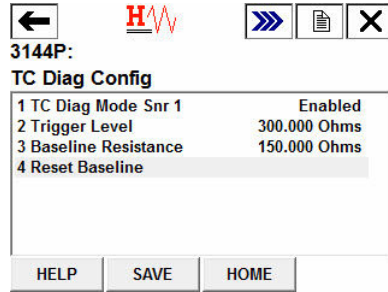 H
3144P:
TC Diag Config
1 TC Diag Mode Snr 1 Enabled
2 Trigger Level 300.000 Ohms
3 Baseline Resistance 150.000 Ohms
4 Reset Baseline
HELP SAVE HOME